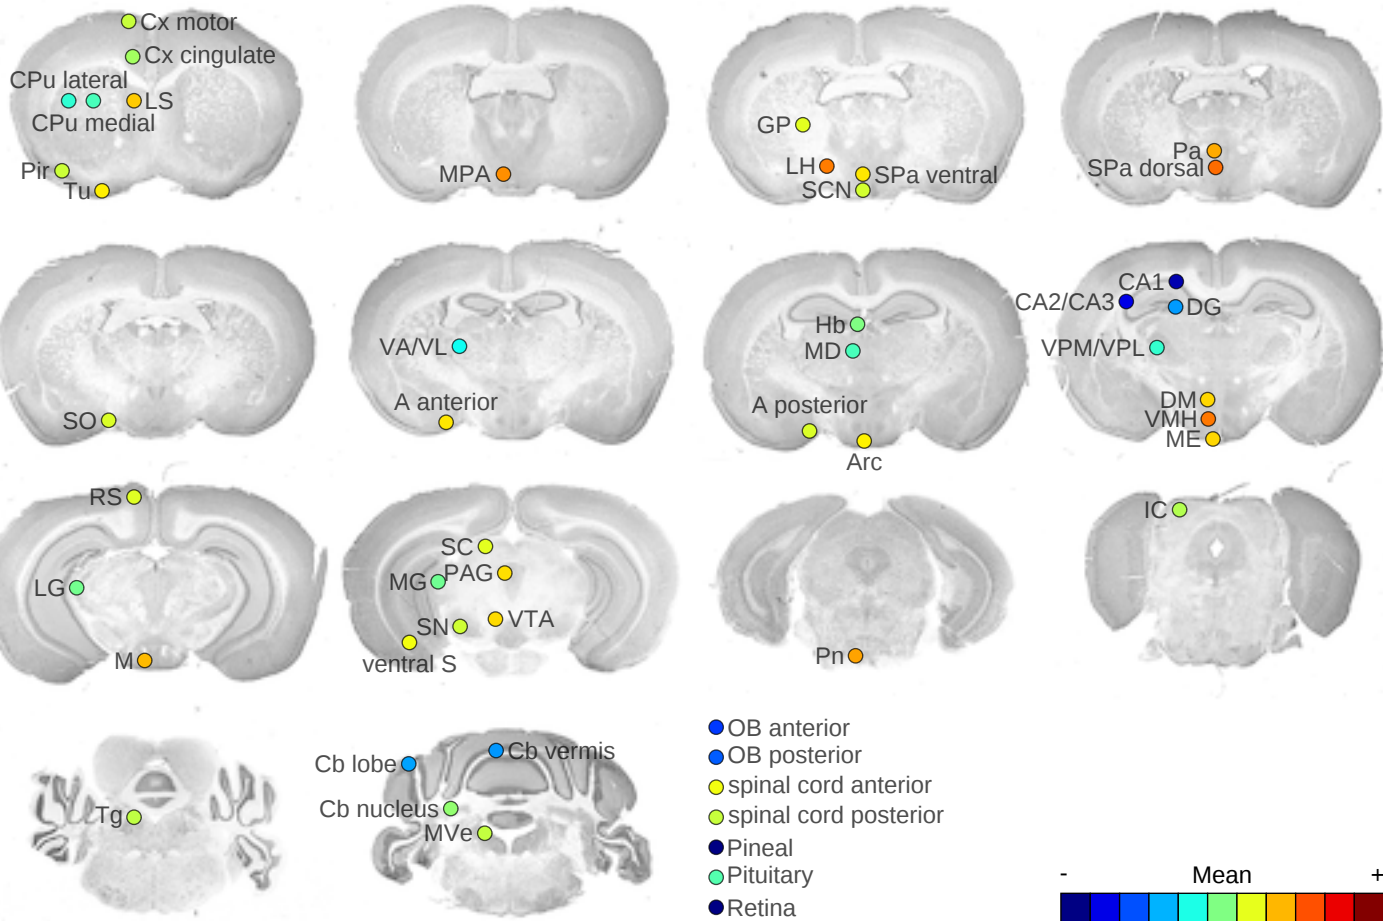 Cx motor
Cx cingulate
CPu lateral
LS
CPu medial
Pir
Tu
MPA
GP
LH
SPa ventral
SCN
Pa
SPa dorsal
SO
VA/VL
A anterior
Hb
MD
A posterior
Arc
CA1
CA2/CA3
DG
VPM/VPL
DM
VMH
ME
RS
LG
M
SC
MG
PAG
SN
VTA
ventral S
Pn
IC
Tg
Cb lobe
Cb vermis
Cb nucleus
MVe
OB anterior
OB posterior
spinal cord anterior
spinal cord posterior
Pineal
Pituitary
Retina
- Mean +